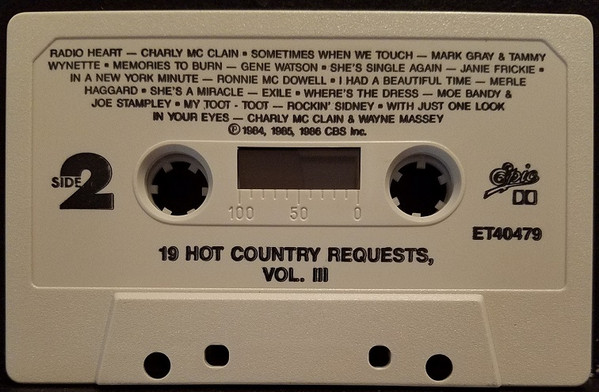 RADIO HEART — CHARLY MC CLAIN • SOMETIMES WHEN WE TOUCH — MARK GRAY & TAMMY
WYNETTE • MEMORIES TO BURN — GENE WATSON • SHE'S SINGLE AGAIN — JANIE FRICKIE •
IN A NEW YORK MINUTE — RONNIE MC DOWELL • I HAD A BEAUTIFUL TIME — MERLE
HAGGARD • SHE'S A MIRACLE — EXILE • WHERE'S THE DRESS — MOE BANDY &
JOE STAMPLEY • MY TOOT - TOOT — ROCKIN' SIDNEY • WITH JUST ONE LOOK
IN YOUR EYES — CHARLY MC CLAIN & WAYNE MASSEY
℗ 1984, 1985, 1986 CBS Inc.
SIDE 2
100 50 0
Epic
ET40479
19 HOT COUNTRY REQUESTS,
VOL. III